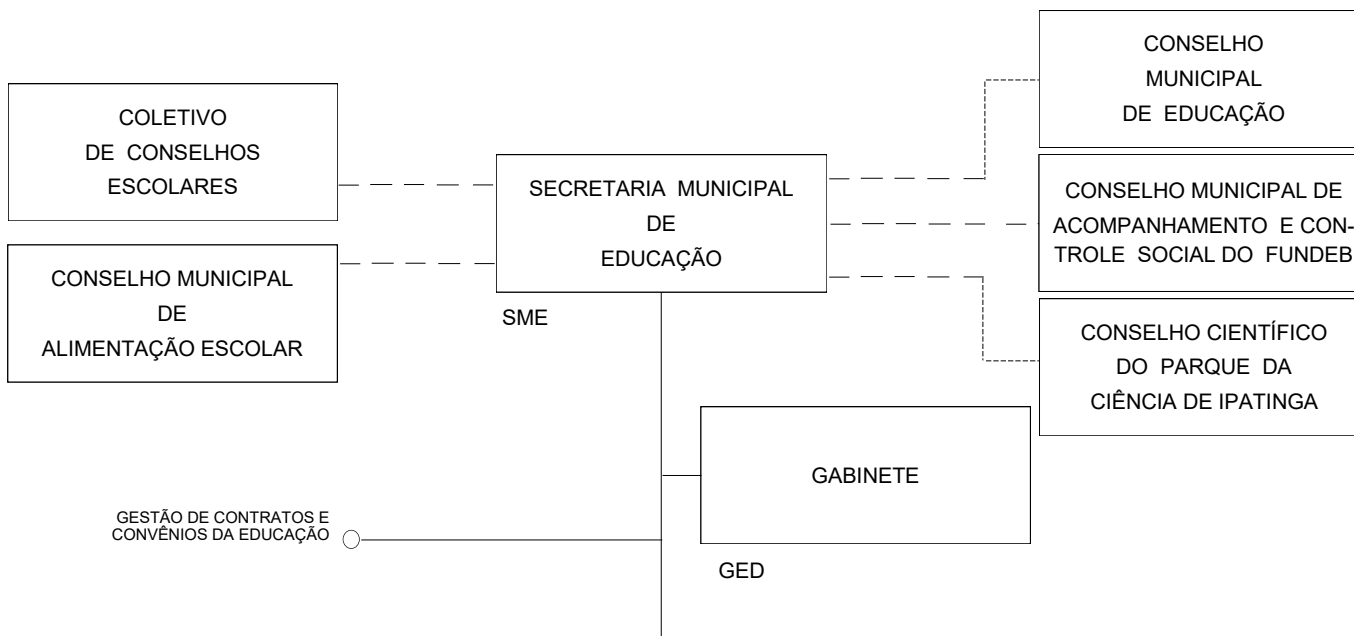 COLETIVO
DE CONSELHOS
ESCOLARES
CONSELHO MUNICIPAL
DE
ALIMENTAÇÃO ESCOLAR
SECRETARIA MUNICIPAL
DE
EDUCAÇÃO
SME
CONSELHO
MUNICIPAL
DE EDUCAÇÃO
CONSELHO MUNICIPAL DE
ACOMPANHAMENTO E CON-
TROLE SOCIAL DO FUNDEB
CONSELHO CIENTÍFICO
DO PARQUE DA
CIÊNCIA DE IPATINGA
GABINETE
GED
GESTÃO DE CONTRATOS E
CONVÊNIOS DA EDUCAÇÃO